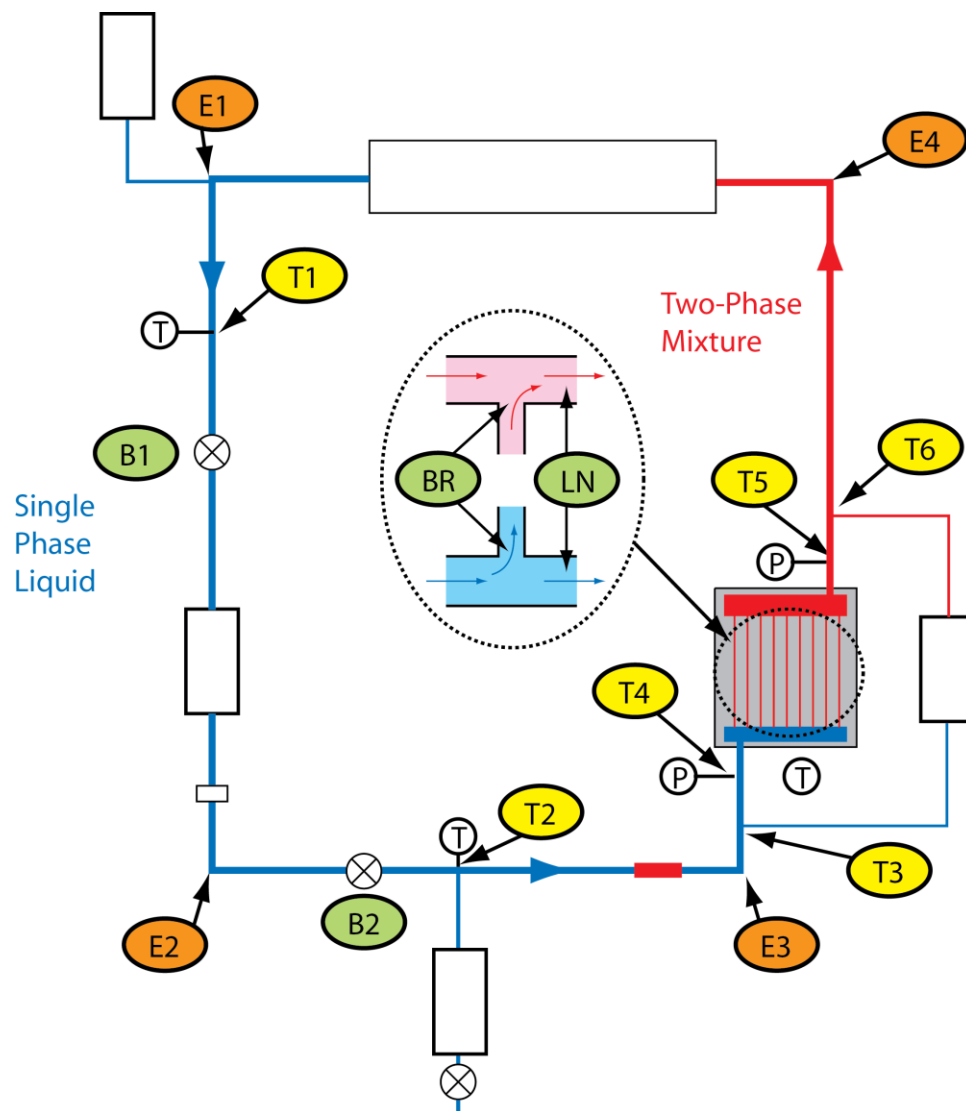 E1
E4
T1
T
Two-Phase
Mixture
B1
BR
LN
T6
T5
Single
Phase
Liquid
P
T4
P
T
T2
T
T3
B2
E2
E3